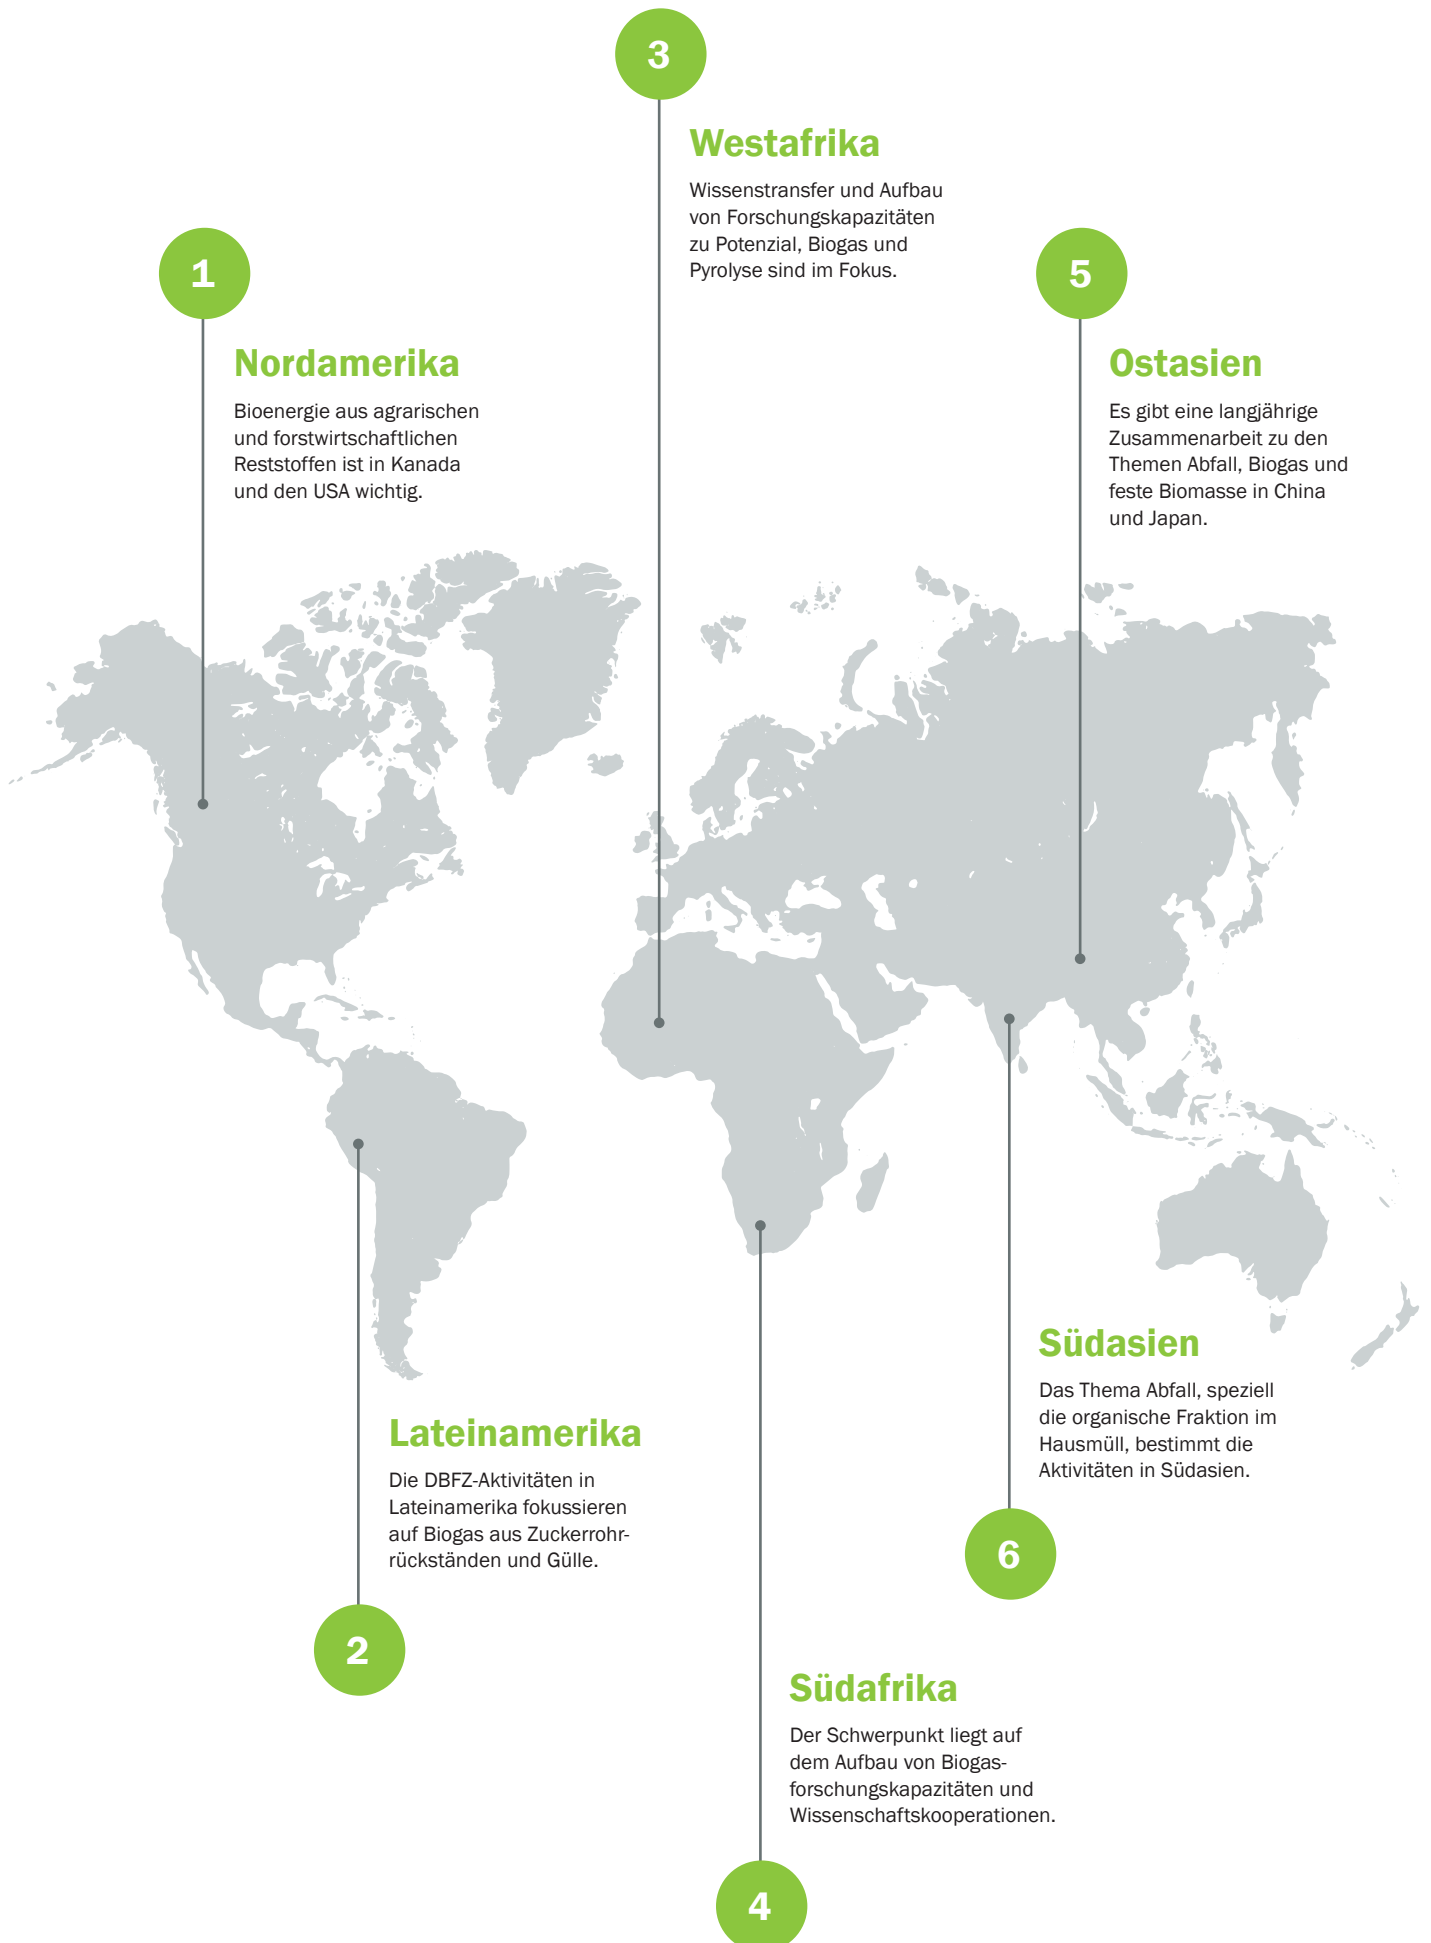 3
Westafrika
Wissenstransfer und Aufbau
von Forschungskapazitäten
zu Potenzial, Biogas und
Pyrolyse sind im Fokus.
1
Nordamerika
Bioenergie aus agrarischen
und forstwirtschaftlichen
Reststoffen ist in Kanada
und den USA wichtig.
5
Ostasien
Es gibt eine langjährige
Zusammenarbeit zu den
Themen Abfall, Biogas und
feste Biomasse in China
und Japan.
Südasien
Das Thema Abfall, speziell
die organische Fraktion im
Hausmüll, bestimmt die
Aktivitäten in Südasien.
6
Lateinamerika
Die DBFZ-Aktivitäten in
Lateinamerika fokussieren
auf Biogas aus Zuckerrohr-
rückständen und Gülle.
2
Südafrika
Der Schwerpunkt liegt auf
dem Aufbau von Biogas-
forschungskapazitäten und
Wissenschaftskooperationen.
4